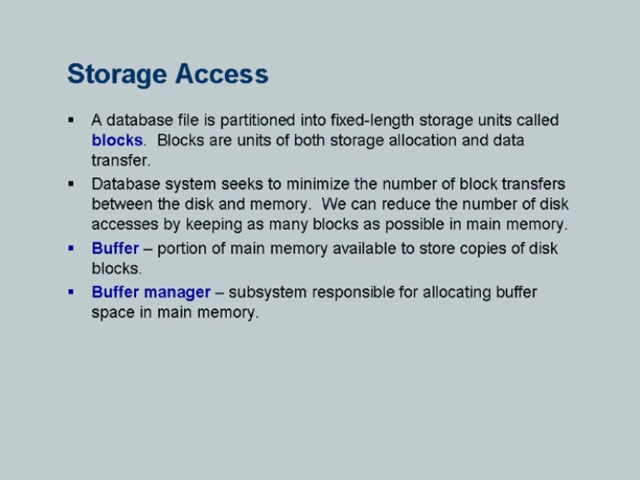 Storage Access
▪ A database file is partitioned into fixed-length storage units called
blocks. Blocks are units of both storage allocation and data
transfer.
▪ Database system seeks to minimize the number of block transfers
between the disk and memory. We can reduce the number of disk
accesses by keeping as many blocks as possible in main memory.
▪ Buffer – portion of main memory available to store copies of disk
blocks.
▪ Buffer manager – subsystem responsible for allocating buffer
space in main memory.